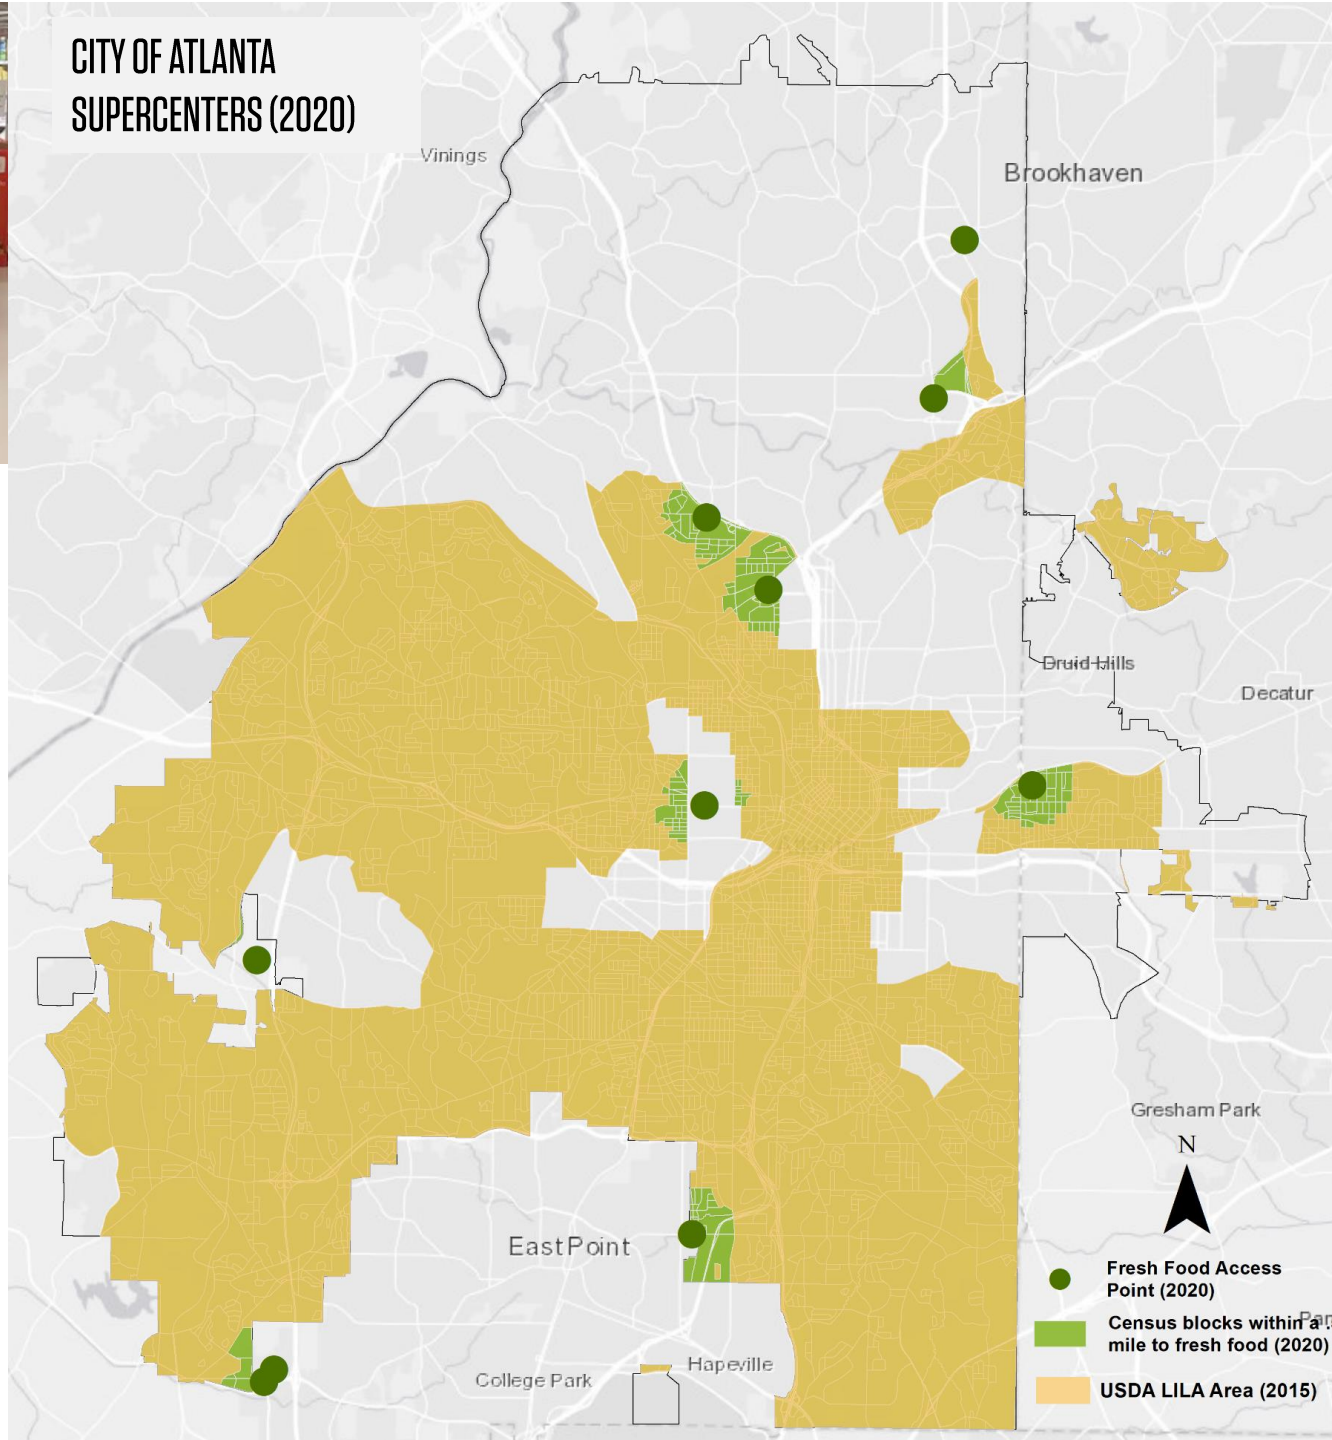 CITY OF ATLANTA
SUPERCENTERS (2020)
Vinings
Brookhaven
Druid Hills
Decatur
Gresham Park
N
East Point
Hapeville
College Park
Fresh Food Access
Point (2020)
Census blocks within a .
mile to fresh food (2020)
USDA LILA Area (2015)